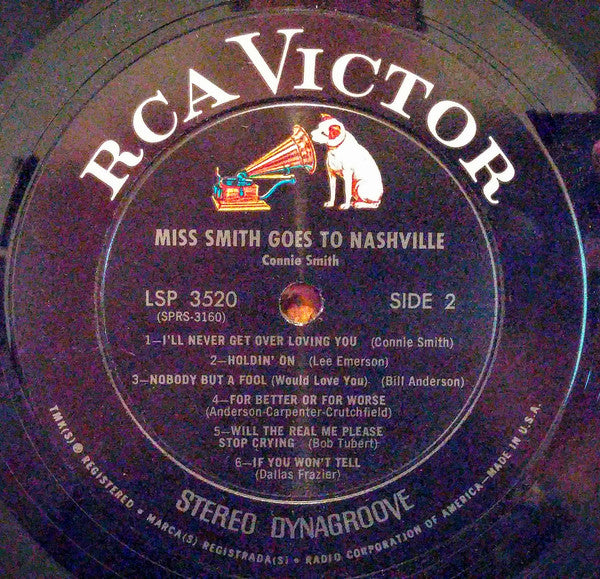 RCA VICTOR
MISS SMITH GOES TO NASHVILLE
Connie Smith
LSP 3520
(SPRS-3160)
SIDE 2
1—I'LL NEVER GET OVER LOVING YOU (Connie Smith)
2—HOLDIN' ON (Lee Emerson)
3—NOBODY BUT A FOOL (Would Love You) (Bill Anderson)
4—FOR BETTER OR FOR WORSE
(Anderson-Carpenter-Crutchfield)
5—WILL THE REAL ME PLEASE
STOP CRYING (Bob Tubert)
6—IF YOU WON'T TELL
(Dallas Frazier)
STEREO DYNAGROOVE
TMK(S) ® REGISTERED • MARCA(S) REGISTRADA(S) • RADIO CORPORATION OF AMERICA—MADE IN U.S.A.